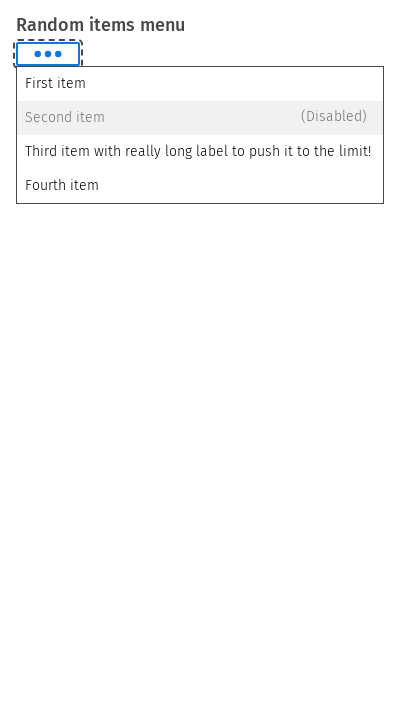 Random items menu
First item
Second item (Disabled)
Third item with really long label to push it to the limit!
Fourth item